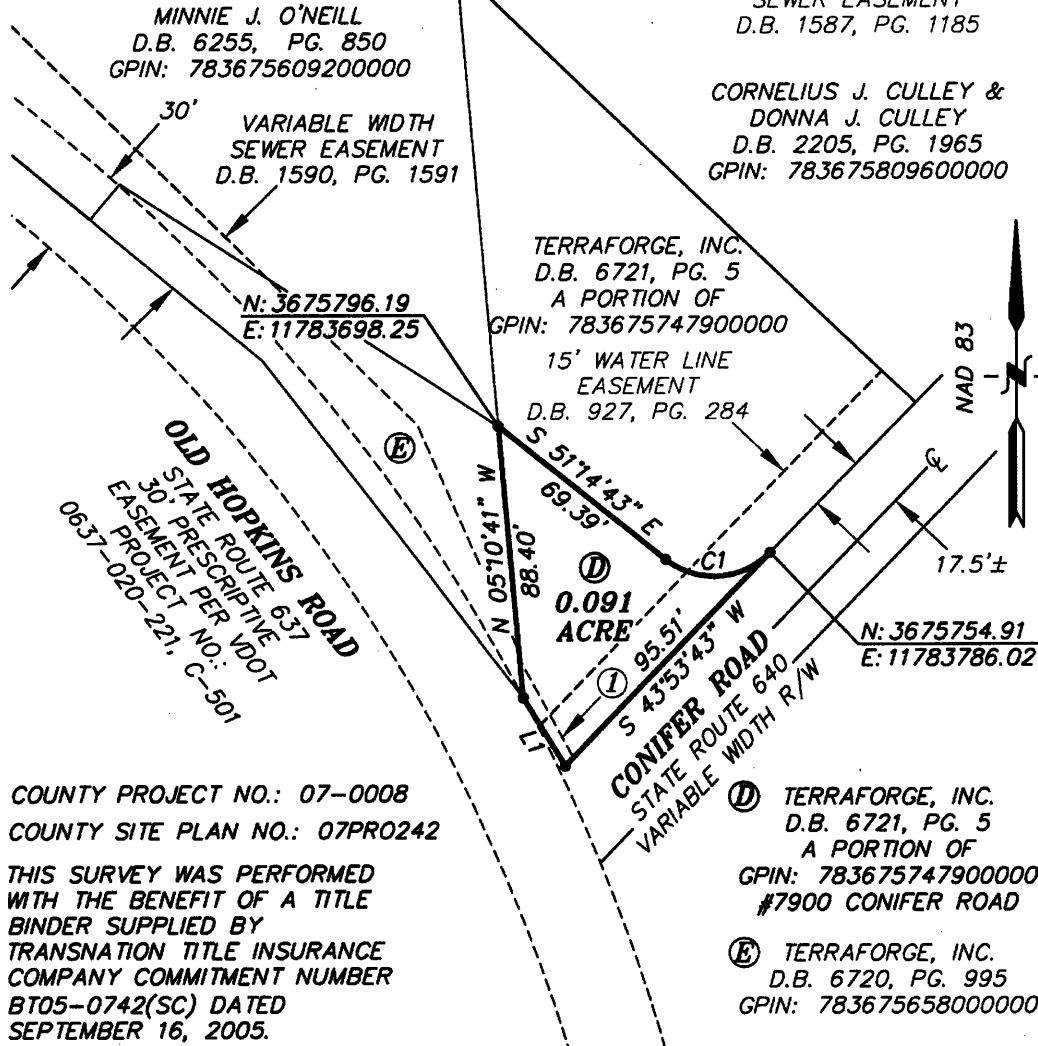 MINNIE J. O'NEILL
D.B. 6255, PG. 850
GPIN: 783675609200000
SEWER EASEMENT
D.B. 1587, PG. 1185
CORNELIUS J. CULLEY &
DONNA J. CULLEY
D.B. 2205, PG. 1965
GPIN: 783675809600000
30'
VARIABLE WIDTH
SEWER EASEMENT
D.B. 1590, PG. 1591
TERRAFORGE, INC.
D.B. 6721, PG. 5
A PORTION OF
GPIN: 783675747900000
N: 3675796.19
E: 11783698.25
15' WATER LINE
EASEMENT
D.B. 927, PG. 284
NAD 83
N
E
S 51°14'43" E
69.39'
N 05°10'41" W
88.40'
C1
D
0.091
ACRE
17.5'±
OLD HOPKINS ROAD
STATE ROUTE 637
30' PRESCRIPTIVE
EASEMENT PER VDOT
PROJECT NO.:
0637-020-221, C-501
95.51'
S 43°53'43" W
1
L1
N: 3675754.91
E: 11783786.02
CONIFER ROAD
STATE ROUTE 640
VARIABLE WIDTH R/W
COUNTY PROJECT NO.: 07-0008
COUNTY SITE PLAN NO.: 07PR0242
THIS SURVEY WAS PERFORMED
WITH THE BENEFIT OF A TITLE
BINDER SUPPLIED BY
TRANSNATION TITLE INSURANCE
COMPANY COMMITMENT NUMBER
BT05-0742(SC) DATED
SEPTEMBER 16, 2005.
D TERRAFORGE, INC.
D.B. 6721, PG. 5
A PORTION OF
GPIN: 783675747900000
#7900 CONIFER ROAD
E TERRAFORGE, INC.
D.B. 6720, PG. 995
GPIN: 783675658000000